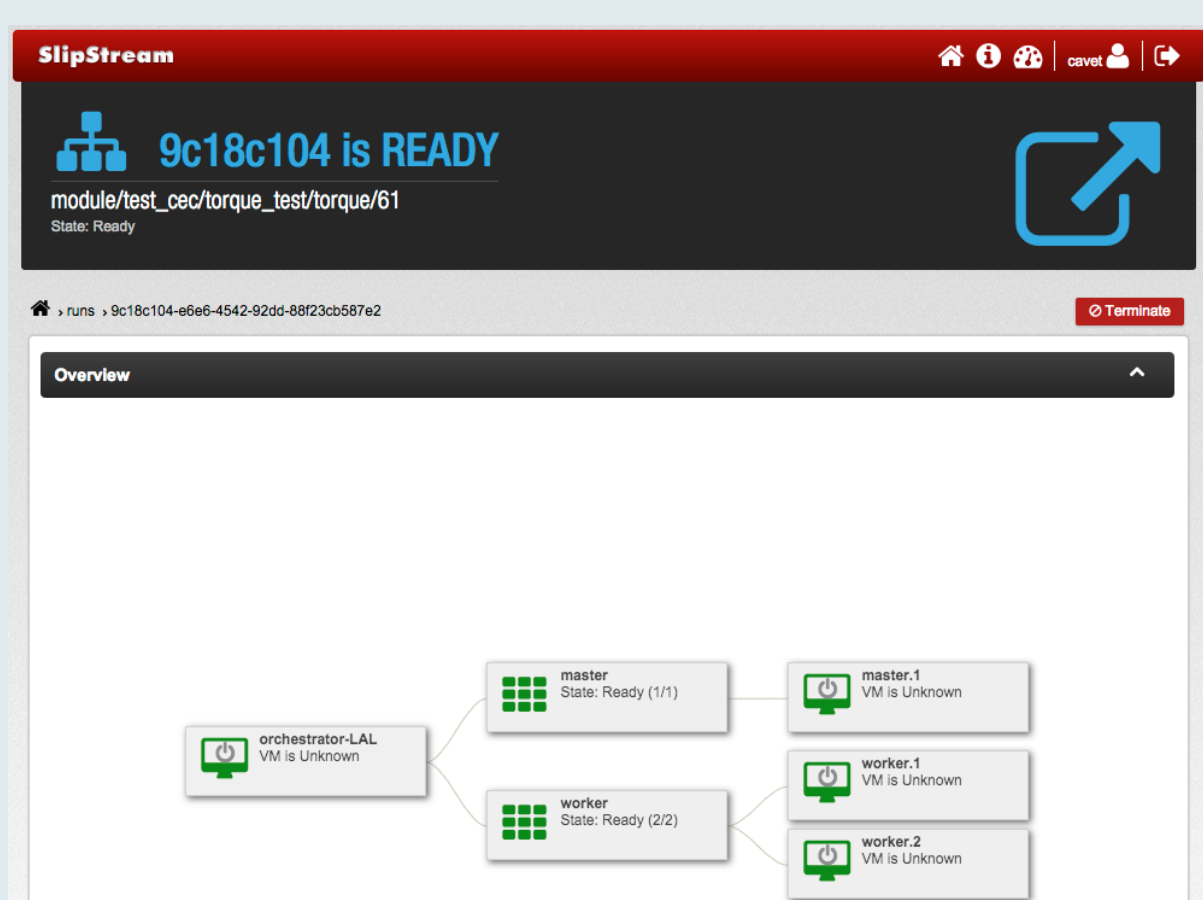 SlipStream
cavet
9c18c104 is READY
module/test_cec/torque_test/torque/61
State: Ready
› runs › 9c18c104-e6e6-4542-92dd-88f23cb587e2
Terminate
Overview
master
State: Ready (1/1)
master.1
VM is Unknown
orchestrator-LAL
VM is Unknown
worker.1
VM is Unknown
worker
State: Ready (2/2)
worker.2
VM is Unknown